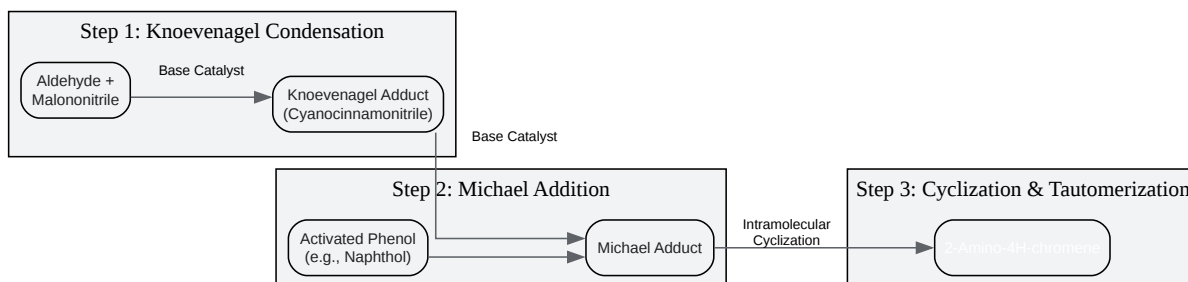 Step 1: Knoevenagel Condensation
Aldehyde +
Malononitrile
Base Catalyst
Knoevenagel Adduct
(Cyanocinnamonitrile)
Base Catalyst
Step 2: Michael Addition
Activated Phenol
(e.g., Naphthol)
Michael Adduct
Intramolecular
Cyclization
Step 3: Cyclization & Tautomerization
2-Amino-4H-chromene